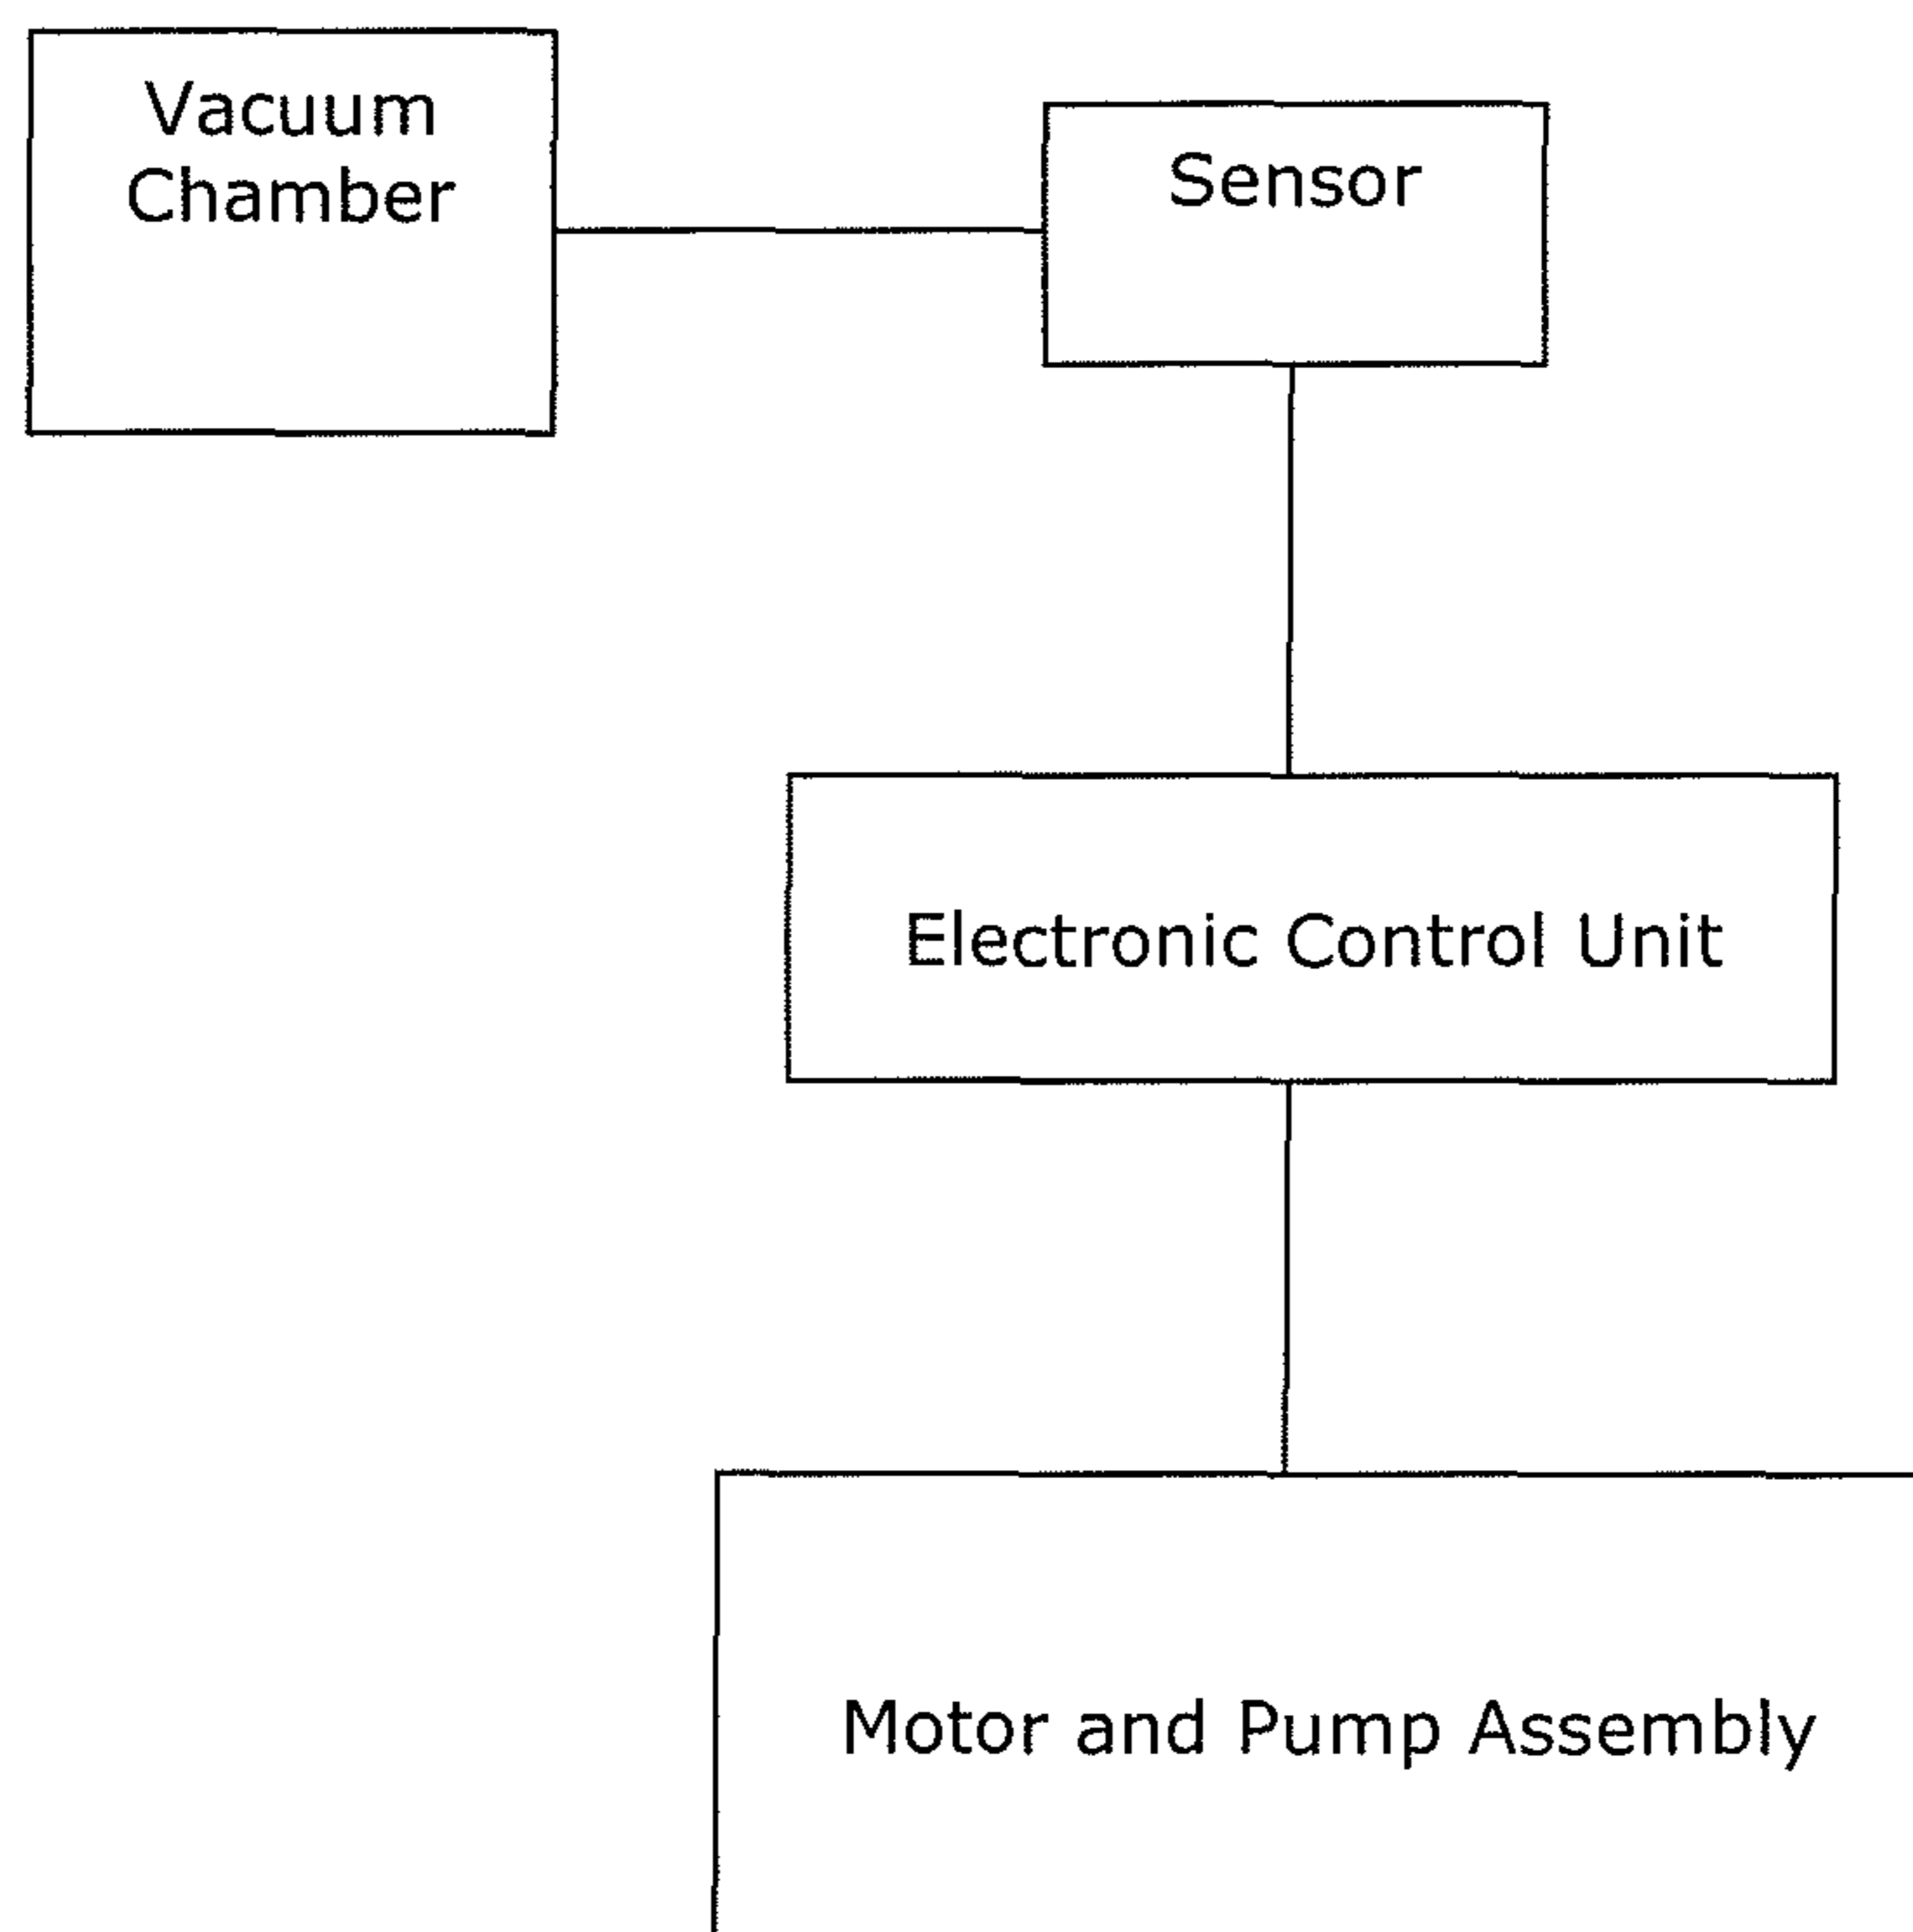 Vacuum
Chamber
Sensor
Electronic Control Unit
Motor and Pump Assembly